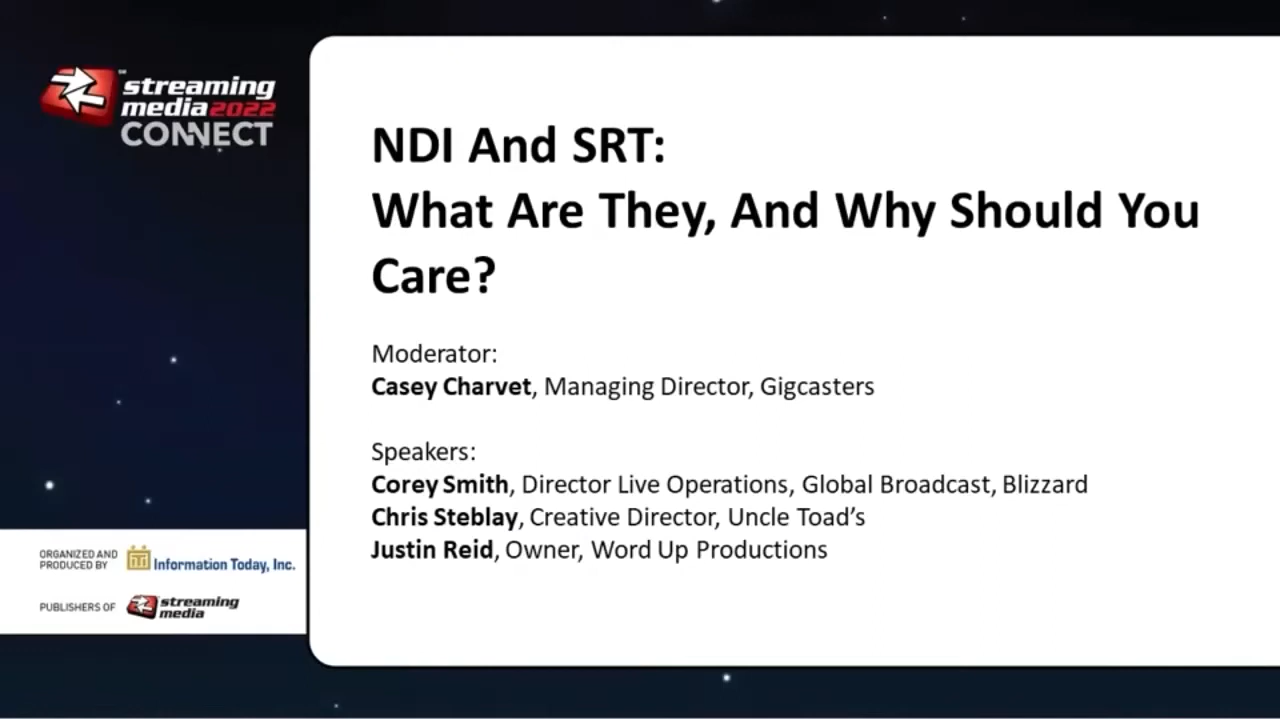 streaming
media 2022
CONNECT
NDI And SRT:
What Are They, And Why Should You
Care?
Moderator:
Casey Charvet, Managing Director, Gigcasters
Speakers:
Corey Smith, Director Live Operations, Global Broadcast, Blizzard
Chris Steblay, Creative Director, Uncle Toad's
Justin Reid, Owner, Word Up Productions
ORGANIZED AND
PRODUCED BY
Information Today, Inc.
PUBLISHERS OF
streaming
media